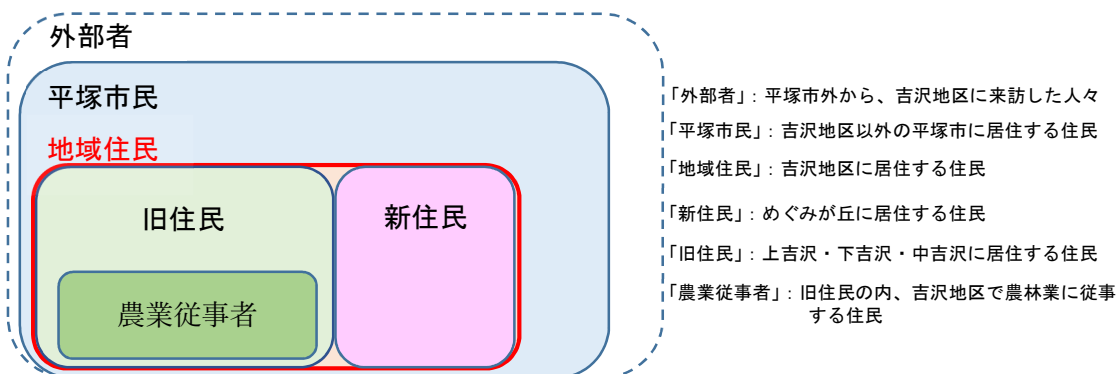 外部者
平塚市民
地域住民
旧住民
新住民
農業従事者
「外部者」：平塚市外から、吉沢地区に来訪した人々
「平塚市民」：吉沢地区以外の平塚市に居住する住民
「地域住民」：吉沢地区に居住する住民
「新住民」：めぐみが丘に居住する住民
「旧住民」：上吉沢・下吉沢・中吉沢に居住する住民
「農業従事者」：旧住民の内、吉沢地区で農林業に従事
する住民